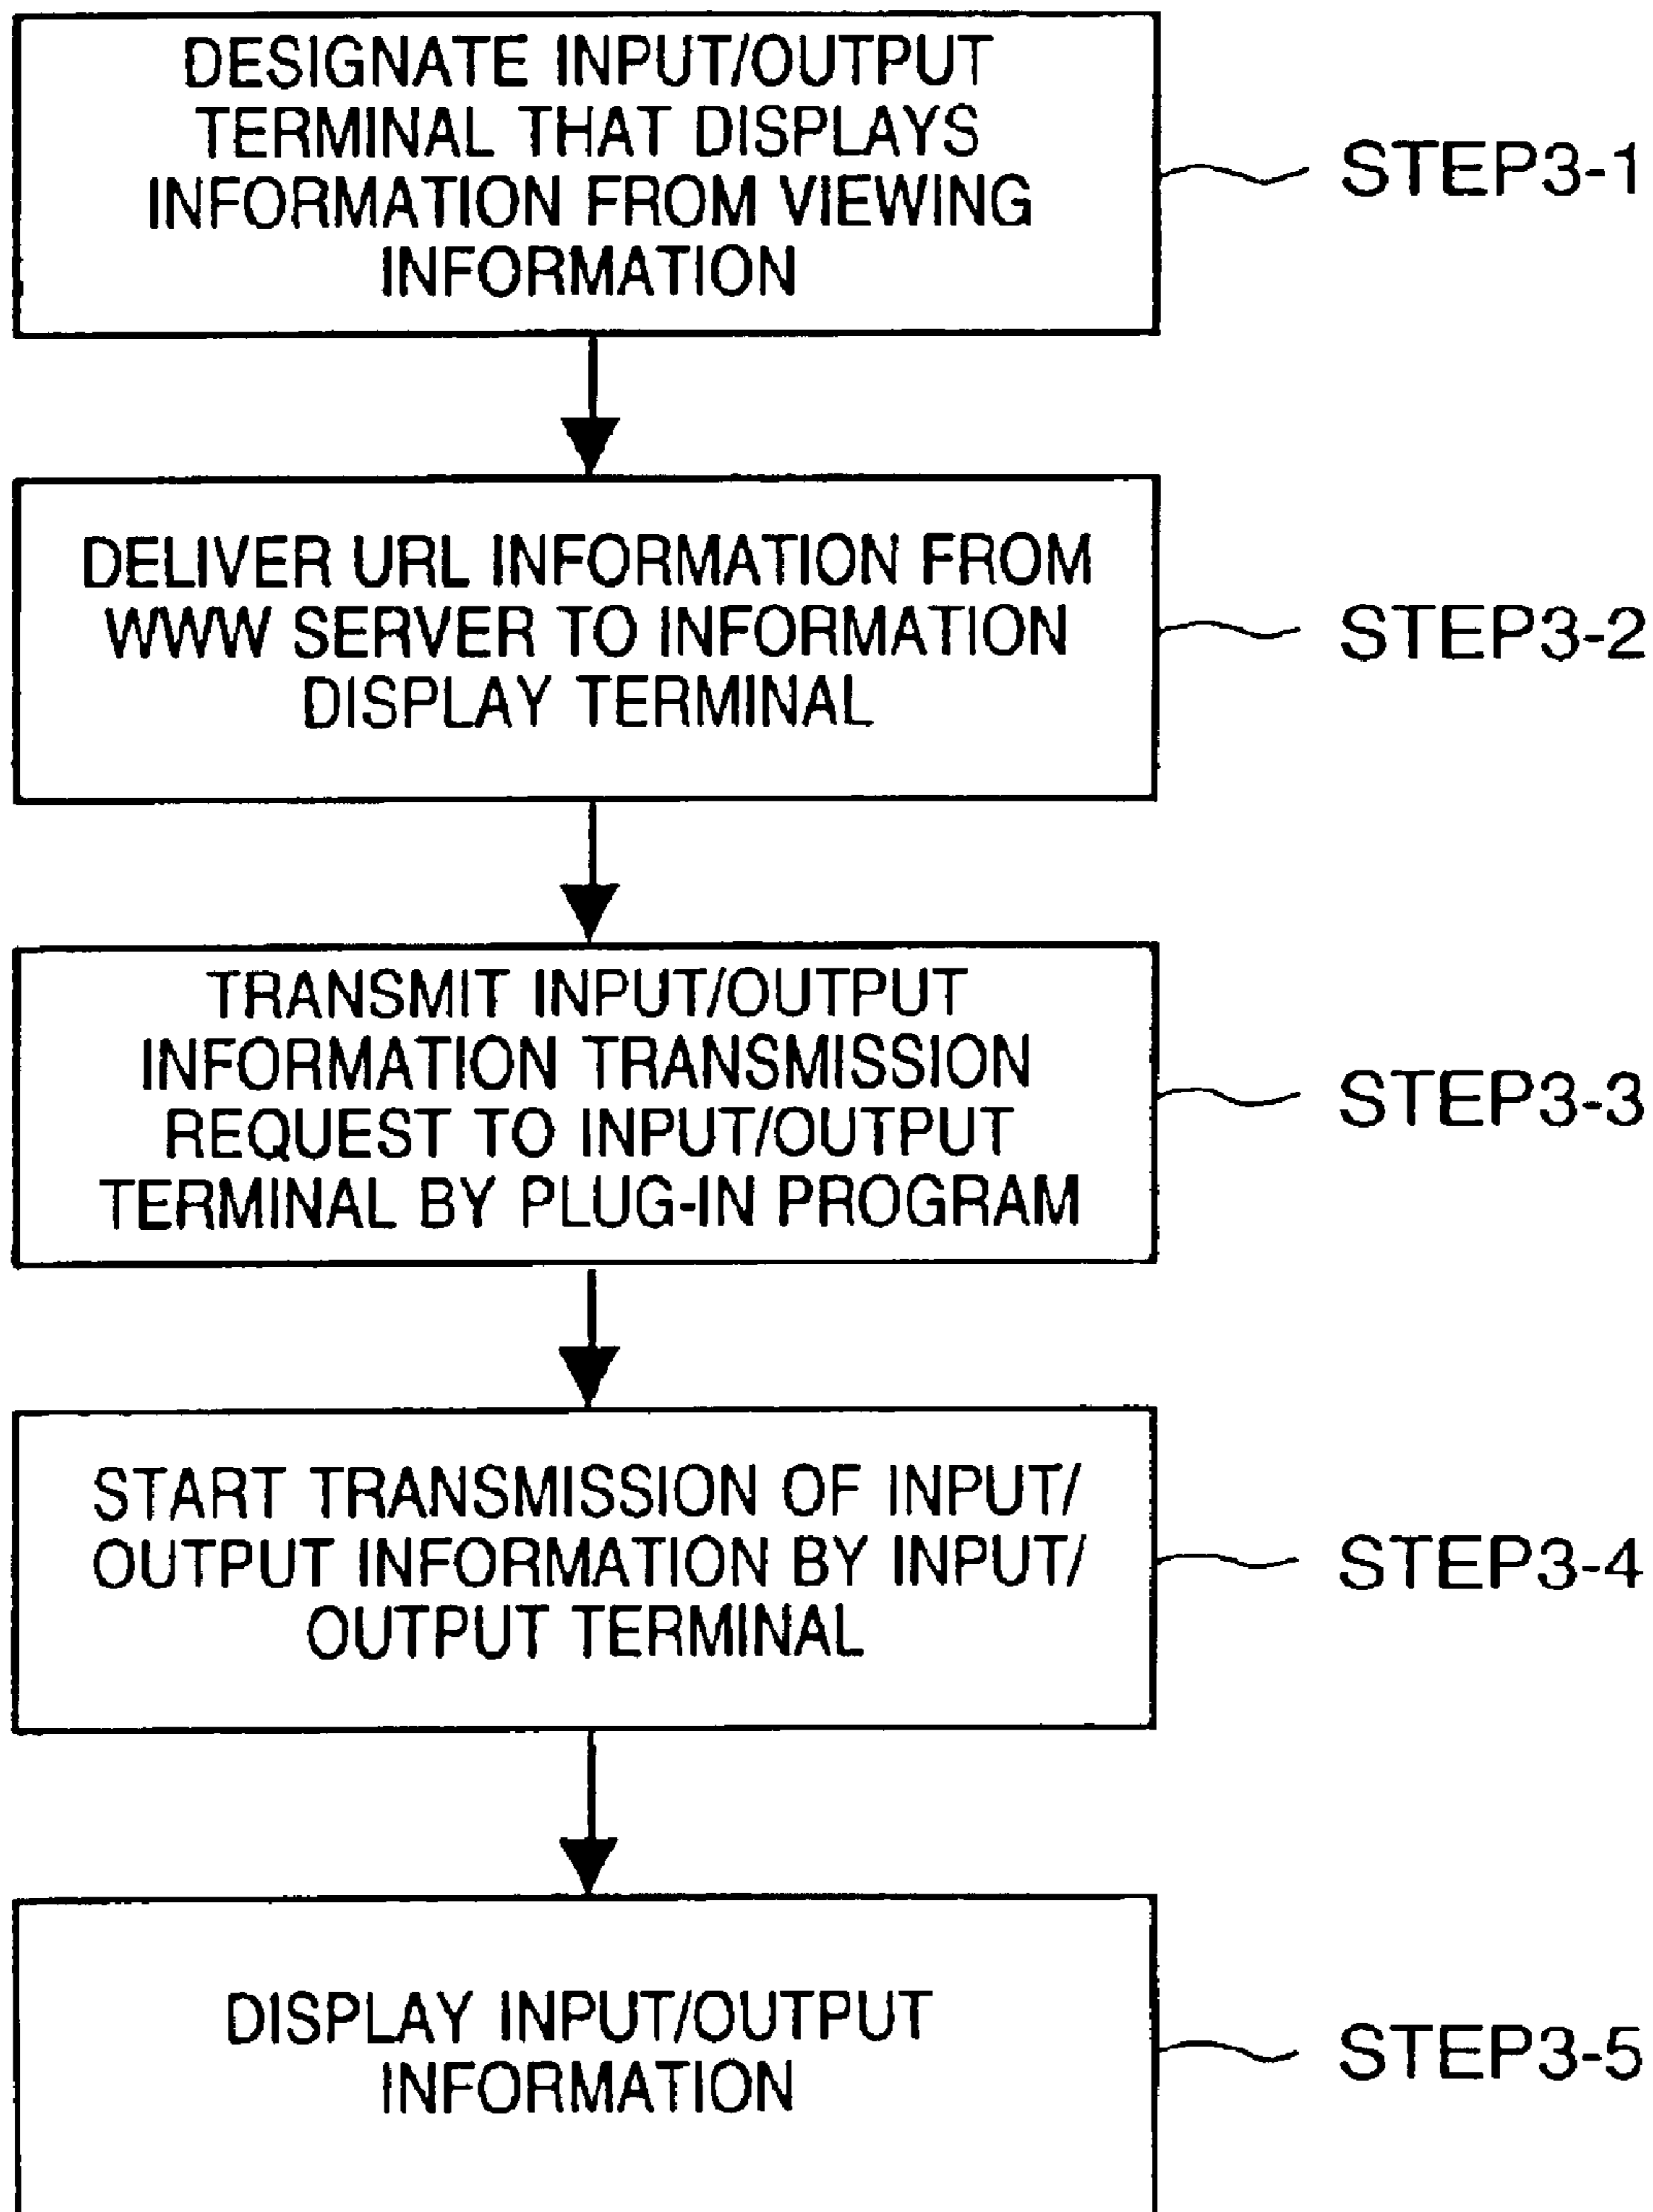 DESIGNATE INPUT/OUTPUT
TERMINAL THAT DISPLAYS
INFORMATION FROM VIEWING
INFORMATION
STEP3-1
DELIVER URL INFORMATION FROM
WWW SERVER TO INFORMATION
DISPLAY TERMINAL
STEP3-2
TRANSMIT INPUT/OUTPUT
INFORMATION TRANSMISSION
REQUEST TO INPUT/OUTPUT
TERMINAL BY PLUG-IN PROGRAM
STEP3-3
START TRANSMISSION OF INPUT/
OUTPUT INFORMATION BY INPUT/
OUTPUT TERMINAL
STEP3-4
DISPLAY INPUT/OUTPUT
INFORMATION
STEP3-5